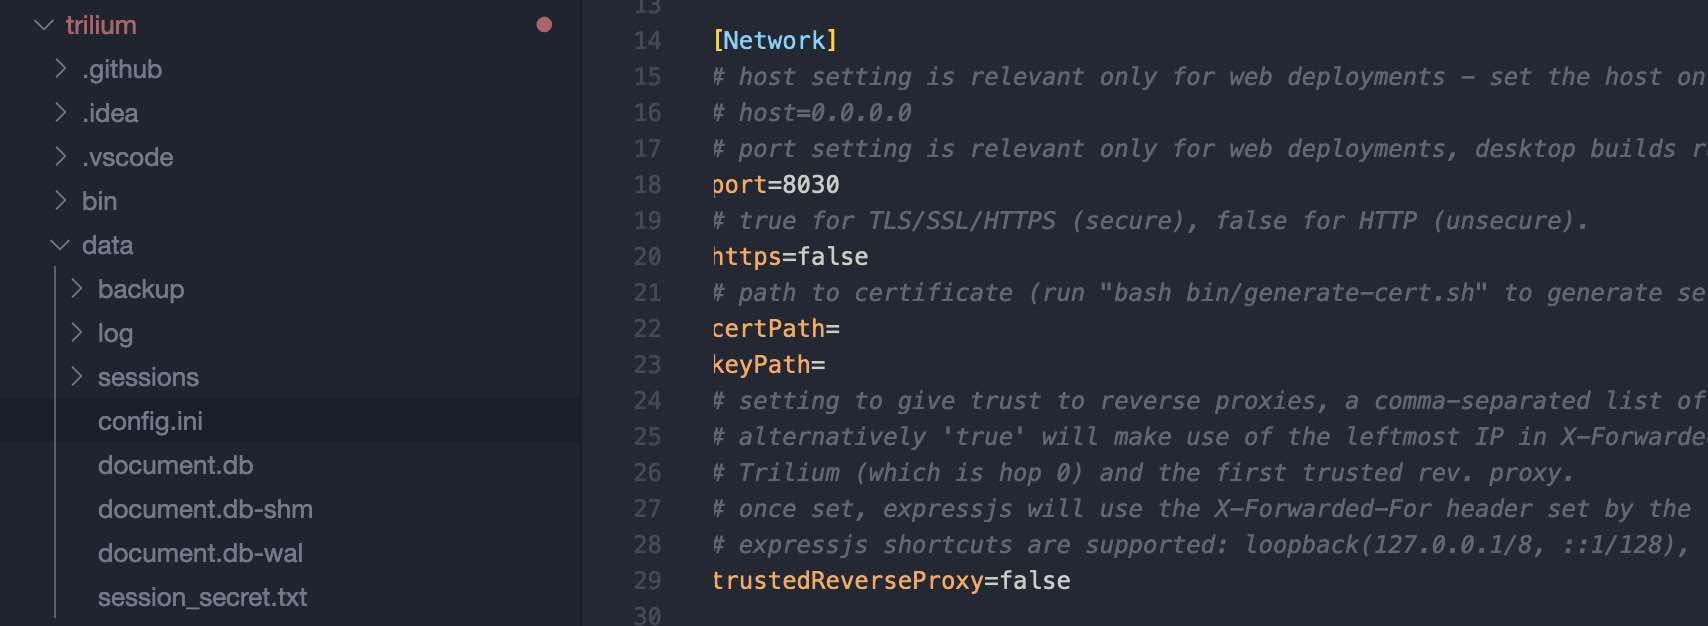 trilium
.github
.idea
.vscode
bin
data
backup
log
sessions
config.ini
document.db
document.db-shm
document.db-wal
session_secret.txt
13
14 [Network]
15 # host setting is relevant only for web deployments - set the host on
16 # host=0.0.0.0
17 # port setting is relevant only for web deployments, desktop builds r
18 port=8030
19 # true for TLS/SSL/HTTPS (secure), false for HTTP (unsecure).
20 https=false
21 # path to certificate (run "bash bin/generate-cert.sh" to generate se
22 certPath=
23 keyPath=
24 # setting to give trust to reverse proxies, a comma-separated list of
25 # alternatively 'true' will make use of the leftmost IP in X-Forwarde
26 # Trilium (which is hop 0) and the first trusted rev. proxy.
27 # once set, expressjs will use the X-Forwarded-For header set by the
28 # expressjs shortcuts are supported: loopback(127.0.0.1/8, ::1/128),
29 trustedReverseProxy=false
30